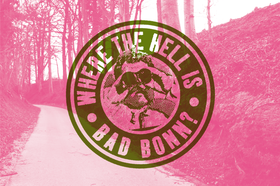 WHERE THE HELL IS
BAD BONN?